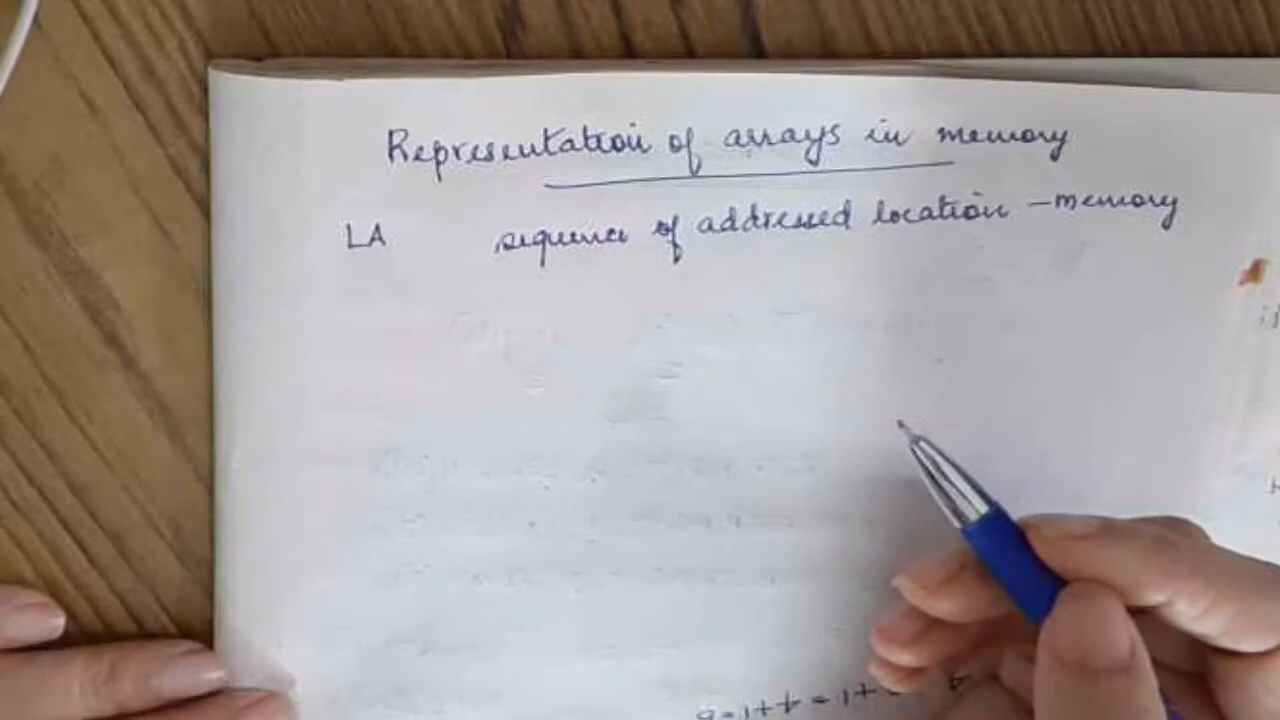 Representation of arrays in memory
LA sequence of addressed location - memory